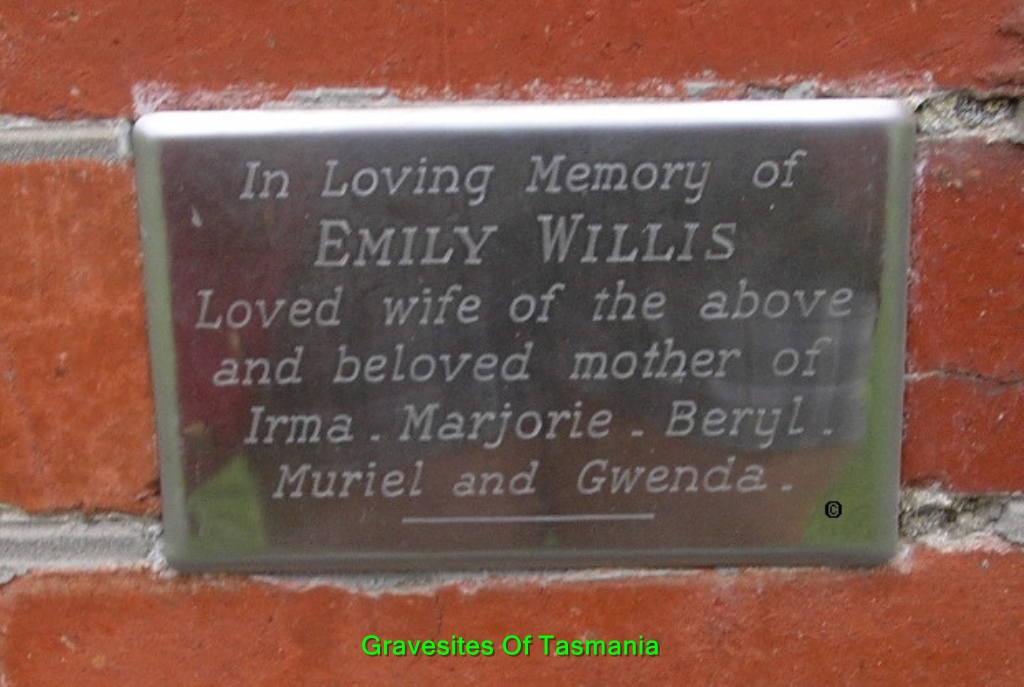 In Loving Memory of
EMILY WILLIS
Loved wife of the above
and beloved mother of
Irma . Marjorie . Beryl .
Muriel and Gwenda .
©
Gravesites Of Tasmania